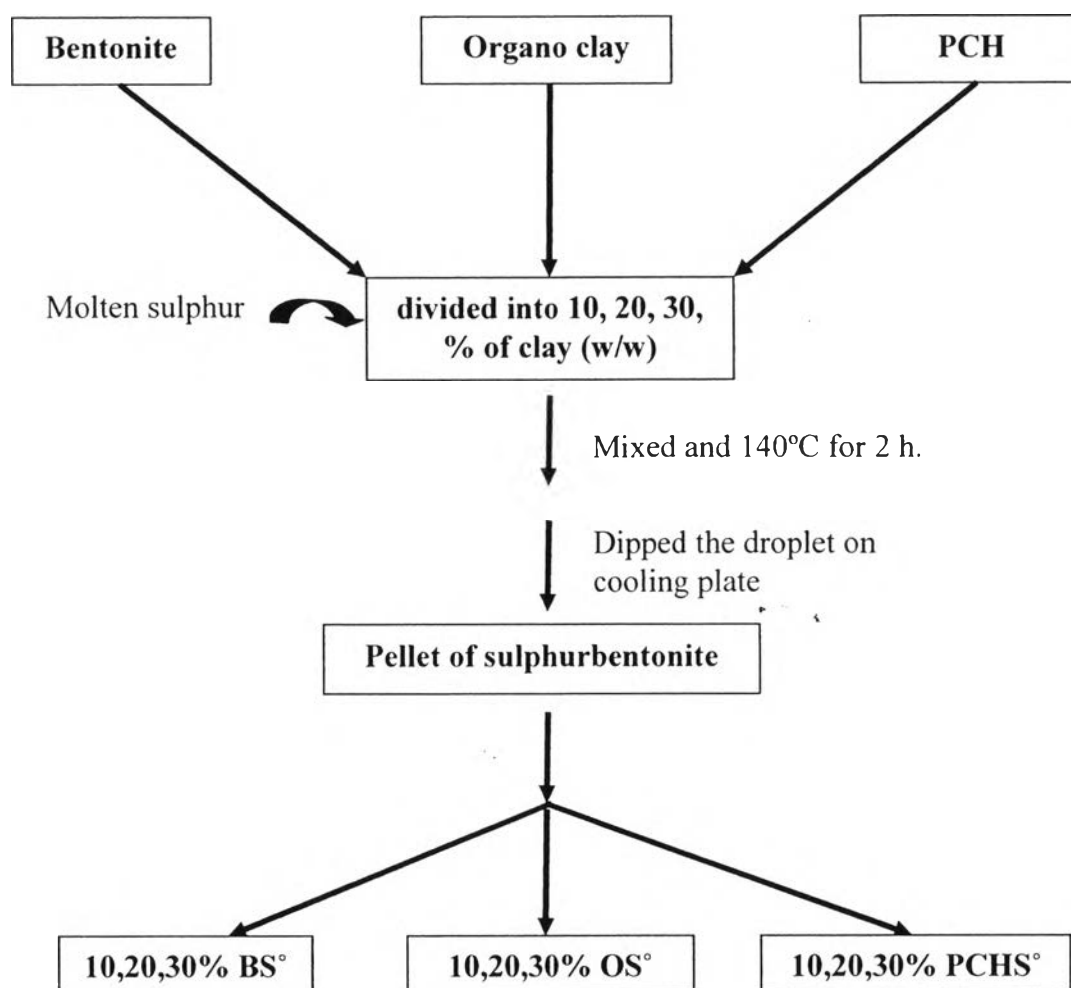 Bentonite
Organo clay
PCH
Molten sulphur
divided into 10, 20, 30,
% of clay (w/w)
Mixed and 140ºC for 2 h.
Dipped the droplet on
cooling plate
Pellet of sulphurbentonite
10,20,30% BS°
10,20,30% OS°
10,20,30% PCHS°